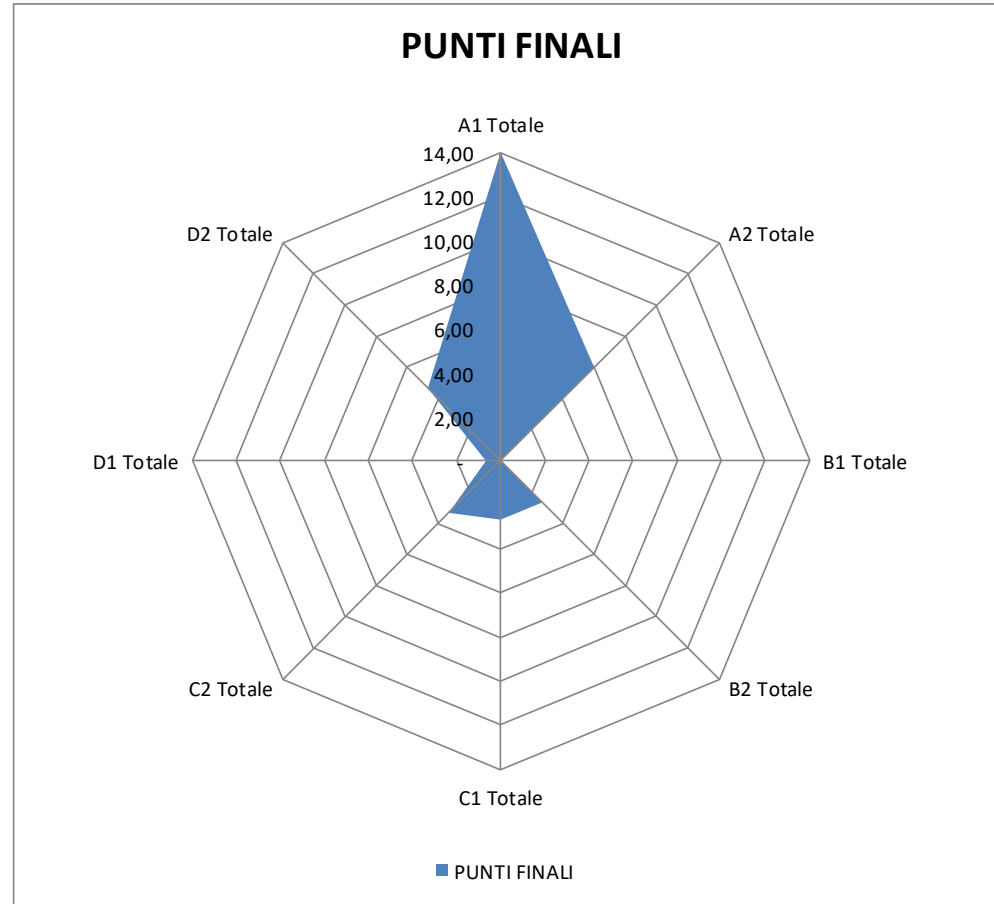 PUNTI FINALI
A1 Totale
14,00
12,00
D2 Totale
A2 Totale
10,00
8,00
6,00
4,00
2,00
D1 Totale
-
B1 Totale
C2 Totale
B2 Totale
C1 Totale
PUNTI FINALI